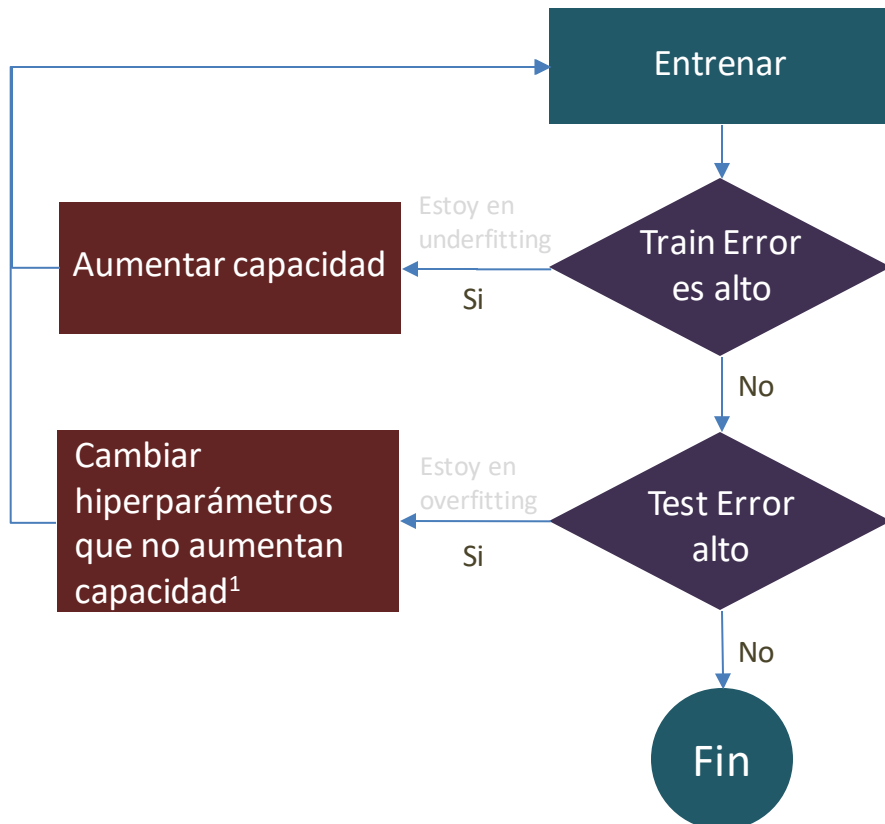 Entrenar
Estoy en
underfitting
Aumentar capacidad
Si
Train Error
es alto
No
Cambiar
hiperparámetros
que no aumentan
capacidad¹
Estoy en
overfitting
Si
Test Error
alto
No
Fin